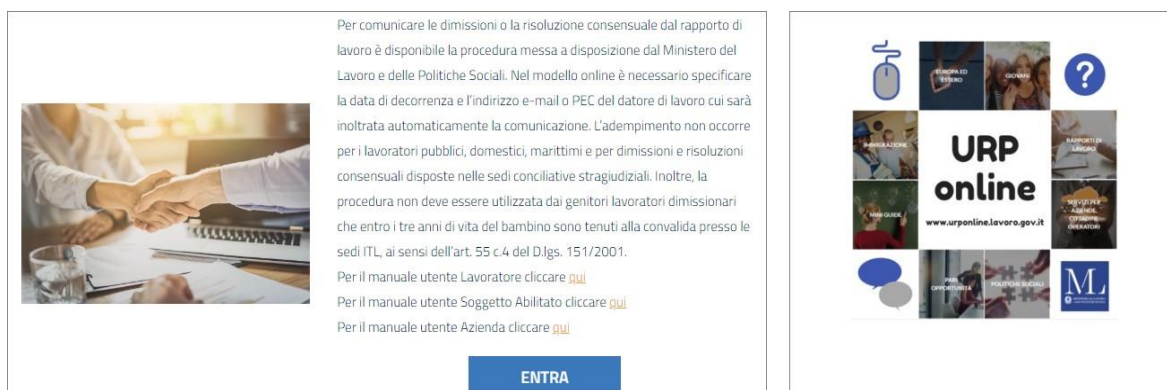 Per comunicare le dimissioni o la risoluzione consensuale dal rapporto di
lavoro è disponibile la procedura messa a disposizione dal Ministero del
Lavoro e delle Politiche Sociali. Nel modello online è necessario specificare
la data di decorrenza e l'indirizzo e-mail o PEC del datore di lavoro cui sarà
inoltrata automaticamente la comunicazione. L'adempimento non occorre
per i lavoratori pubblici, domestici, marittimi e per dimissioni e risoluzioni
consensuali disposte nelle sedi conciliative stragiudiziali. Inoltre, la
procedura non deve essere utilizzata dai genitori lavoratori dimissionari
che entro i tre anni di vita del bambino sono tenuti alla convalida presso le
sedi ITL, ai sensi dell'art. 55 c.4 del D.lgs. 151/2001.
Per il manuale utente Lavoratore cliccare qui
Per il manuale utente Soggetto Abilitato cliccare qui
Per il manuale utente Azienda cliccare qui
ENTRA
EUROPA ED
ESTERO
GIOVANI
?
IMMIGRAZIONE
URP
online
www.urponline.lavoro.gov.it
RAPPORTI DI
LAVORO
MINI GUIDE
SERVIZI PER
AZIENDE,
CITTADINI,
OPERATORI
PARI
OPPORTUNITÀ
POLITICHE SOCIALI
ML